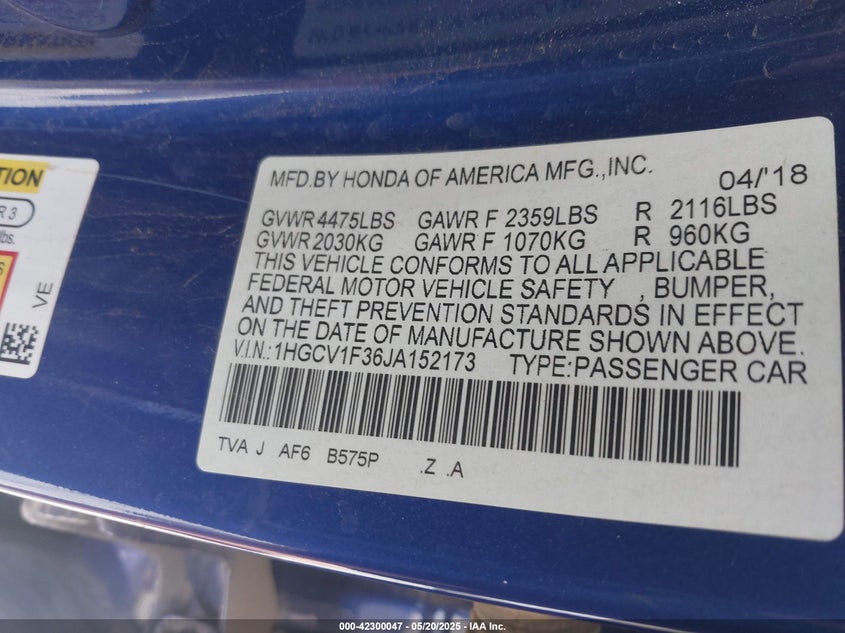 MFD.BY HONDA OF AMERICA MFG.,INC. 04/'18
GVWR 4475LBS GAWR F 2359LBS R 2116LBS
GVWR 2030KG GAWR F 1070KG R 960KG
THIS VEHICLE CONFORMS TO ALL APPLICABLE
FEDERAL MOTOR VEHICLE SAFETY , BUMPER,
AND THEFT PREVENTION STANDARDS IN EFFECT
ON THE DATE OF MANUFACTURE SHOWN ABOVE.
V.I.N.:1HGCV1F36JA152173 TYPE:PASSENGER CAR
TVA J AF6 B575P .Z .A
R 3
lbs.
VE
000-42300047 — 05/20/2025 — IAA Inc.